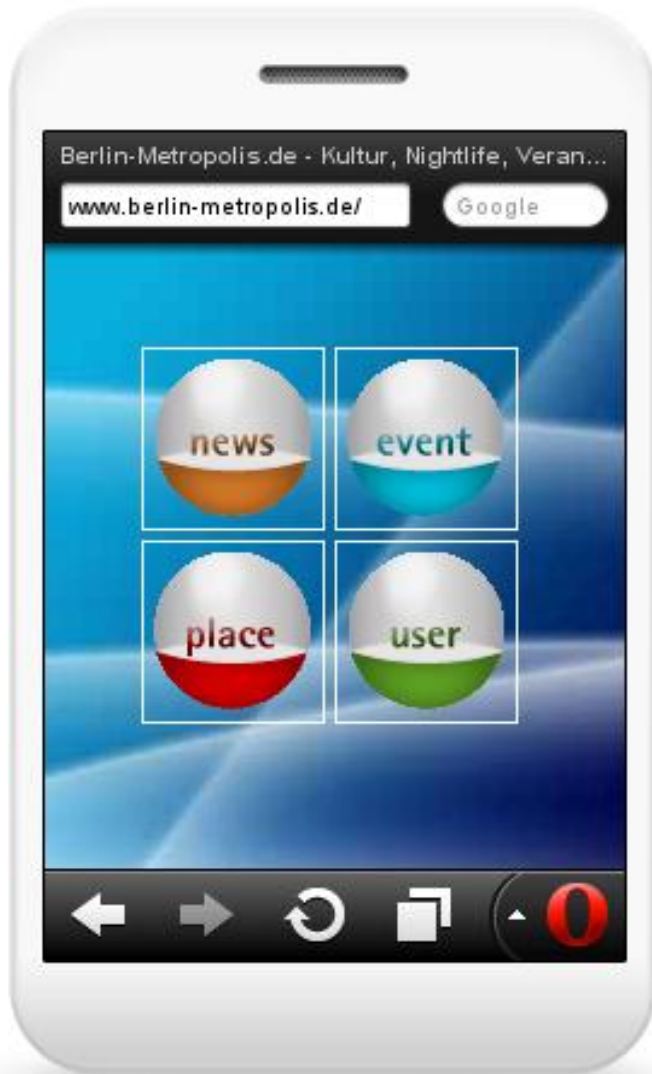 Berlin-Metropolis.de - Kultur, Nightlife, Veran...
www.berlin-metropolis.de/ Google
news event
place user